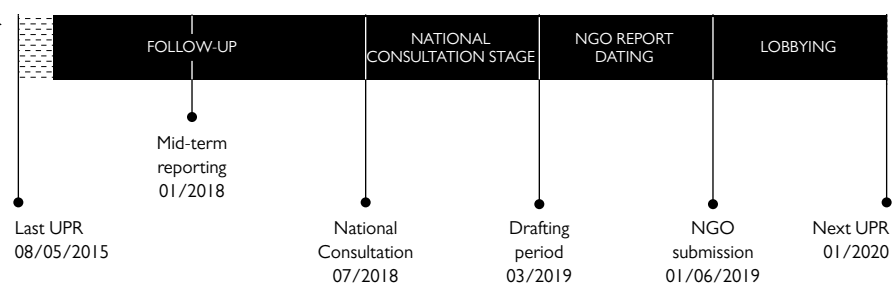 FOLLOW-UP
NATIONAL
CONSULTATION STAGE
NGO REPORT
DATING
LOBBYING
Mid-term
reporting
01/2018
Last UPR
08/05/2015
National
Consultation
07/2018
Drafting
period
03/2019
NGO
submission
01/06/2019
Next UPR
01/2020